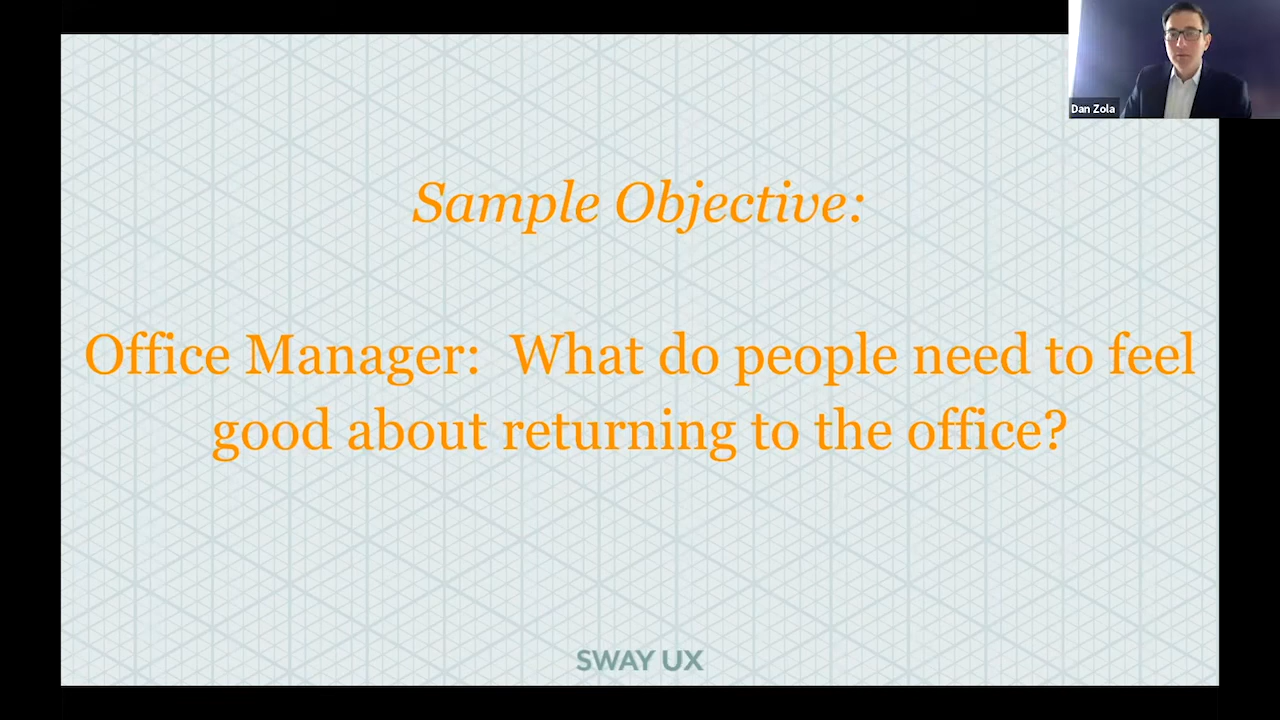 Dan Zola
Sample Objective:
Office Manager: What do people need to feel
good about returning to the office?
SWAY UX